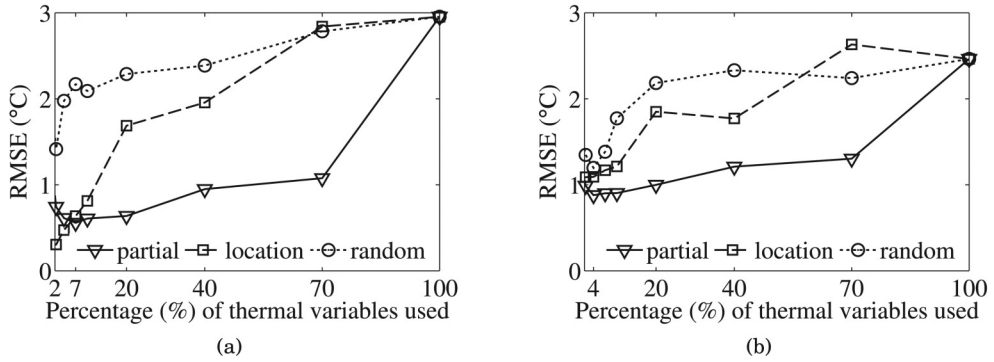 3
2
1
0
RMSE (°C)
partial location random
2 7 20 40 70 100
Percentage (%) of thermal variables used
(a)
3
2
1
0
RMSE (°C)
partial location random
4 20 40 70 100
Percentage (%) of thermal variables used
(b)